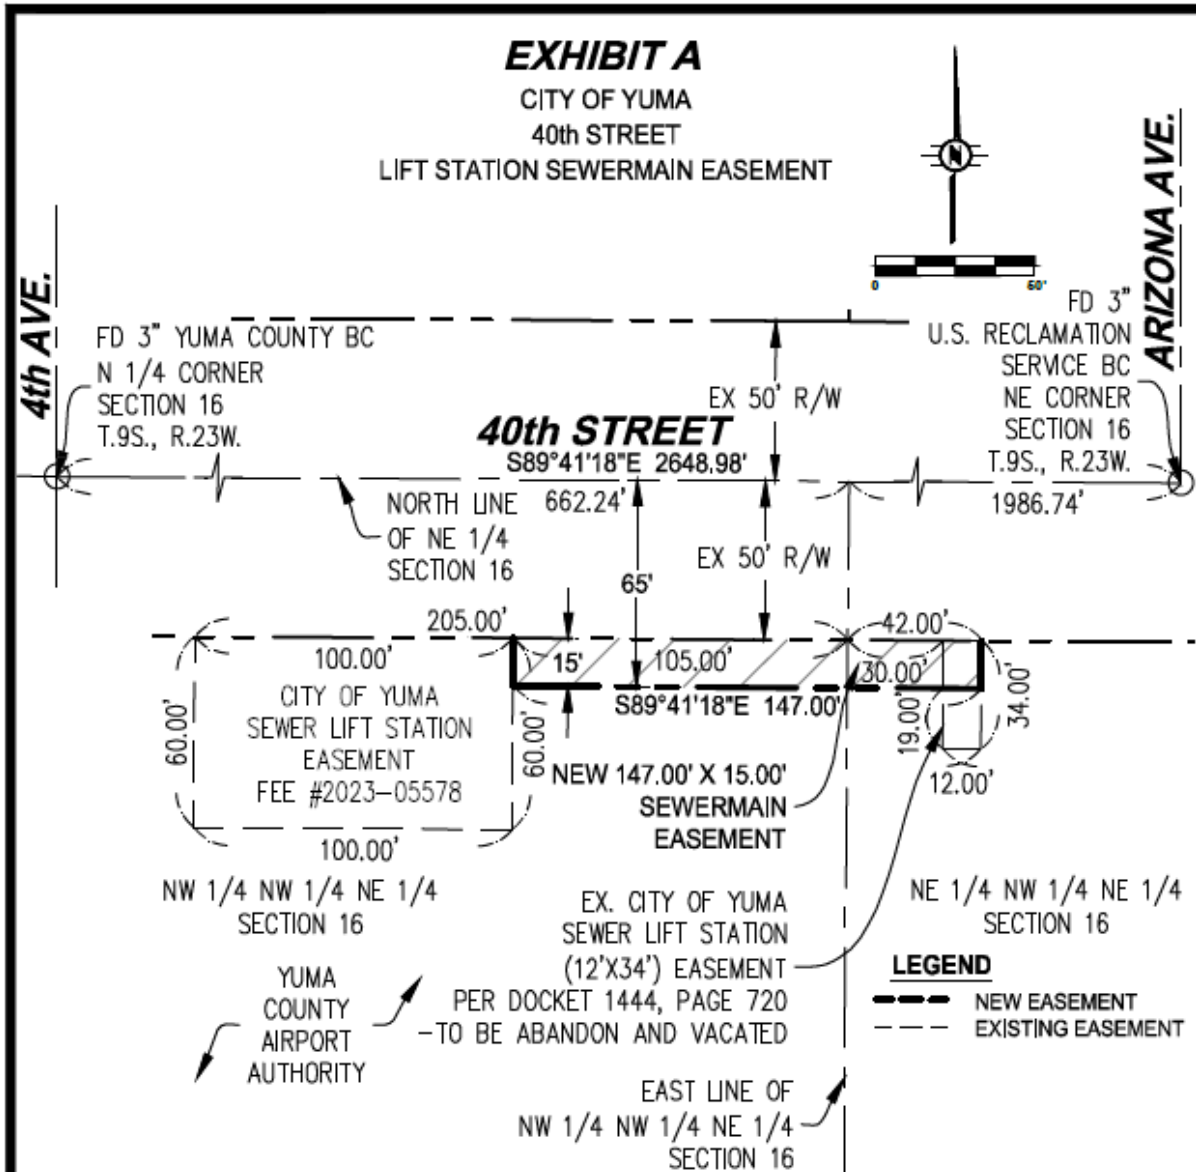 EXHIBIT A
CITY OF YUMA
40th STREET
LIFT STATION SEWERMAIN EASEMENT
N
0 50'
4th AVE.
ARIZONA AVE.
FD 3" YUMA COUNTY BC
N 1/4 CORNER
SECTION 16
T.9S., R.23W.
FD 3"
U.S. RECLAMATION
SERVICE BC
NE CORNER
SECTION 16
T.9S., R.23W.
EX 50' R/W
40th STREET
S89°41'18"E 2648.98'
662.24'
1986.74'
NORTH LINE
OF NE 1/4
SECTION 16
EX 50' R/W
65'
205.00'
42.00'
100.00'
15'
105.00'
30.00'
34.00'
S89°41'18"E 147.00'
CITY OF YUMA
SEWER LIFT STATION
EASEMENT
FEE #2023-05578
60.00'
60.00'
19.00'
12.00'
100.00'
NEW 147.00' X 15.00'
SEWERMAIN
EASEMENT
NW 1/4 NW 1/4 NE 1/4
SECTION 16
NE 1/4 NW 1/4 NE 1/4
SECTION 16
EX. CITY OF YUMA
SEWER LIFT STATION
(12'X34') EASEMENT
PER DOCKET 1444, PAGE 720
-TO BE ABANDON AND VACATED
YUMA
COUNTY
AIRPORT
AUTHORITY
LEGEND
NEW EASEMENT
EXISTING EASEMENT
EAST LINE OF
NW 1/4 NW 1/4 NE 1/4
SECTION 16